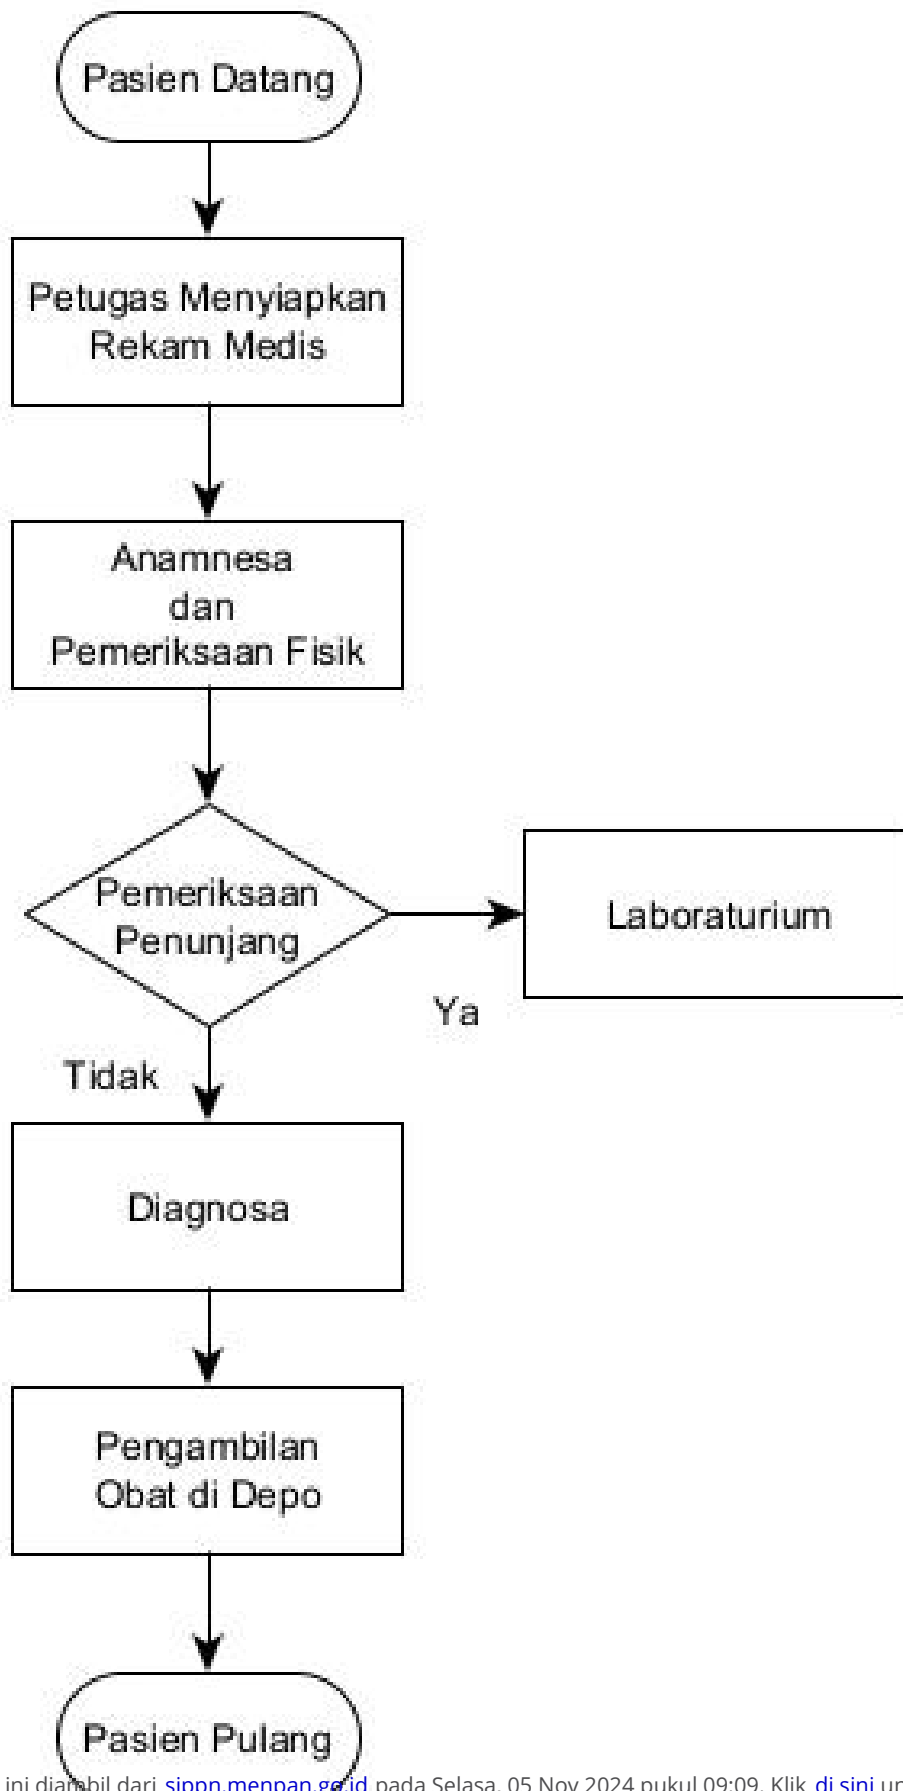 Pasien Datang
Petugas Menyiapkan
Rekam Medis
Anamnesa
dan
Pemeriksaan Fisik
Pemeriksaan
Penunjang
Laboraturium
Ya
Tidak
Diagnosa
Pengambilan
Obat di Depo
Pasien Pulang
ini diambil dari sippn.menpan.go.id pada Selasa, 05 Nov 2024 pukul 09:09. Klik di sini